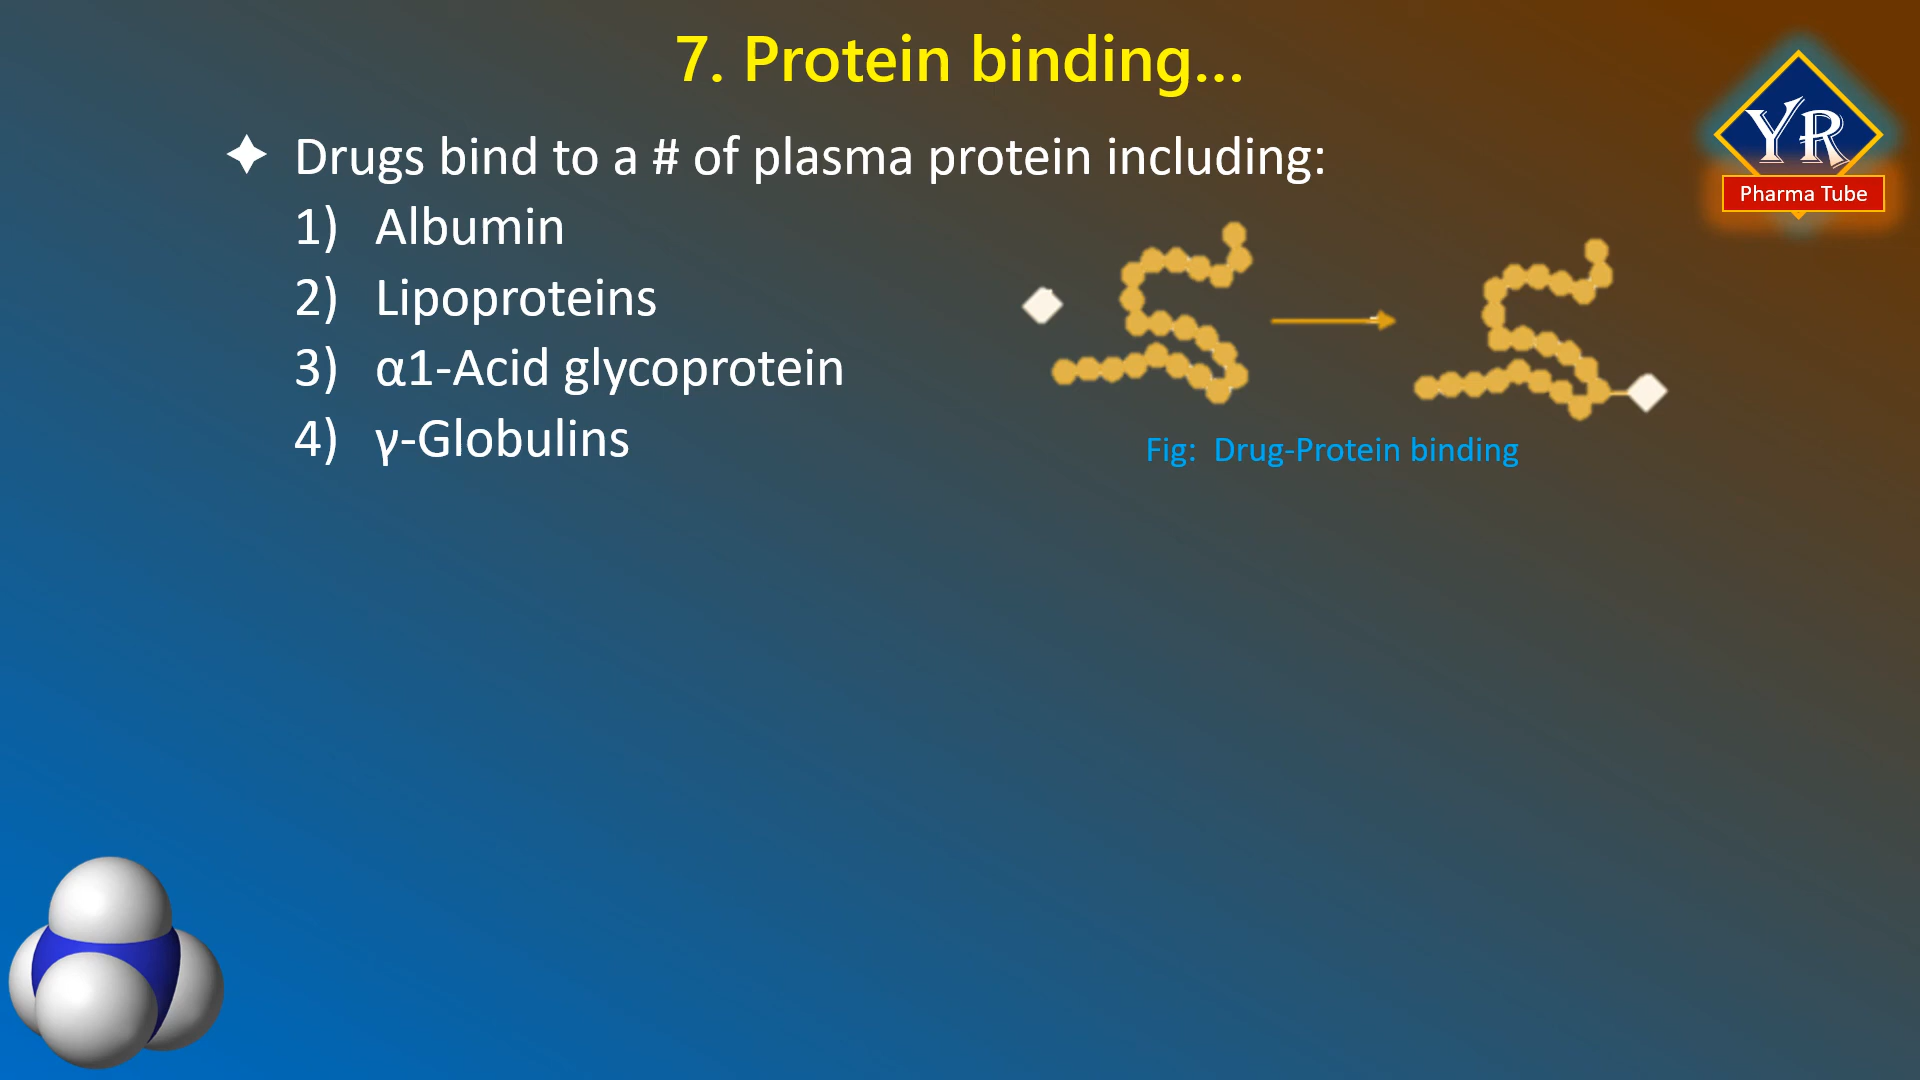 7. Protein binding...
YR
Pharma Tube
✦ Drugs bind to a # of plasma protein including:
1) Albumin
2) Lipoproteins
3) α1-Acid glycoprotein
4) γ-Globulins
Fig: Drug-Protein binding